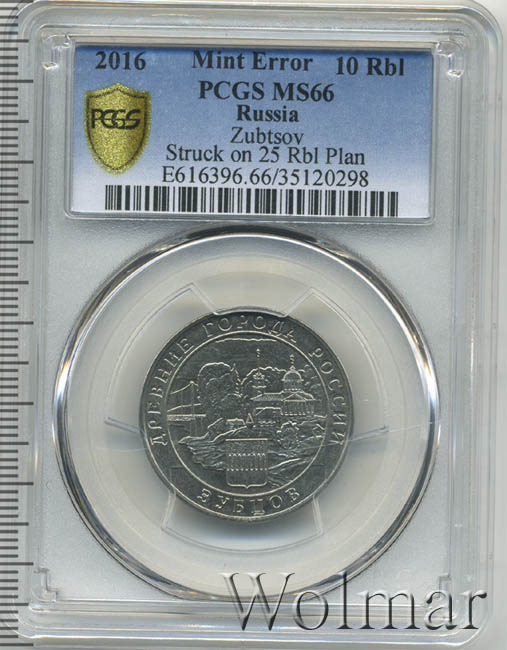 2016 Mint Error 10 Rbl
PCGS MS66
Russia
Zubtsov
Struck on 25 Rbl Plan
E616396.66/35120298
PCGS
ДРЕВНИЕ ГОРОДА РОССИИ
ЗУБЦОВ
Wolmar